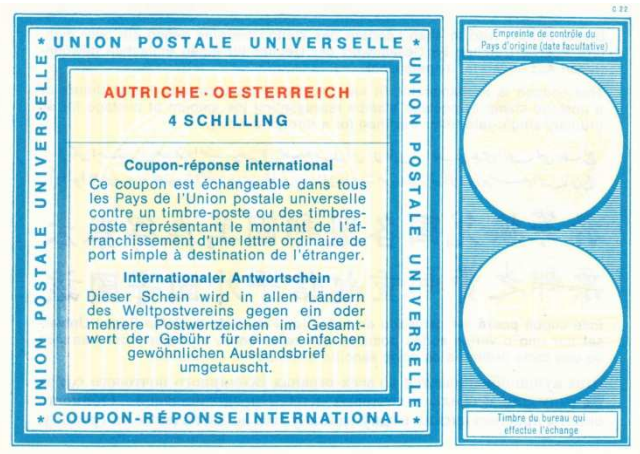 C 22
* UNION POSTALE UNIVERSELLE *
UNION POSTALE UNIVERSELLE
UNION POSTALE UNIVERSELLE
AUTRICHE · OESTERREICH
4 SCHILLING
Coupon-réponse international
Ce coupon est échangeable dans tous
les Pays de l'Union postale universelle
contre un timbre-poste ou des timbres-
poste représentant le montant de l'af-
franchissement d'une lettre ordinaire de
port simple à destination de l'étranger.
Internationaler Antwortschein
Dieser Schein wird in allen Ländern
des Weltpostvereins gegen ein oder
mehrere Postwertzeichen im Gesamt-
wert der Gebühr für einen einfachen
gewöhnlichen Auslandsbrief
umgetauscht.
* COUPON-RÉPONSE INTERNATIONAL *
Empreinte de contrôle du
Pays d'origine (date facultative)
Timbre du bureau qui
effectue l'échange